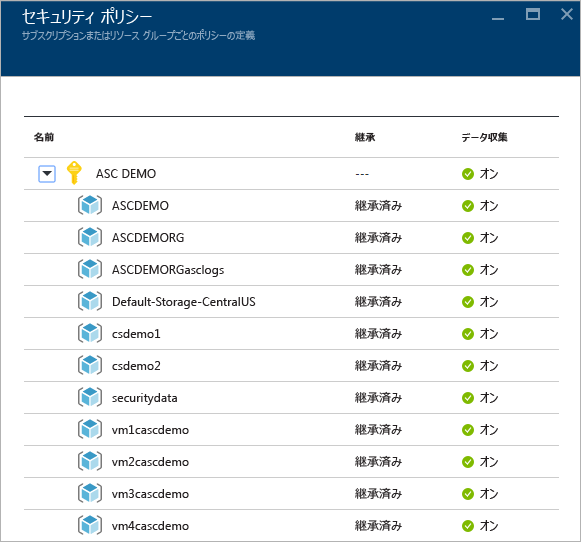 セキュリティ ポリシー
サブスクリプションまたはリソース グループごとのポリシーの定義
名前 継承 データ収集
ASC DEMO --- オン
ASCDEMO 継承済み オン
ASCDEMORG 継承済み オン
ASCDEMORGasclogs 継承済み オン
Default-Storage-CentralUS 継承済み オン
csdemo1 継承済み オン
csdemo2 継承済み オン
securitydata 継承済み オン
vm1cascdemo 継承済み オン
vm2cascdemo 継承済み オン
vm3cascdemo 継承済み オン
vm4cascdemo 継承済み オン